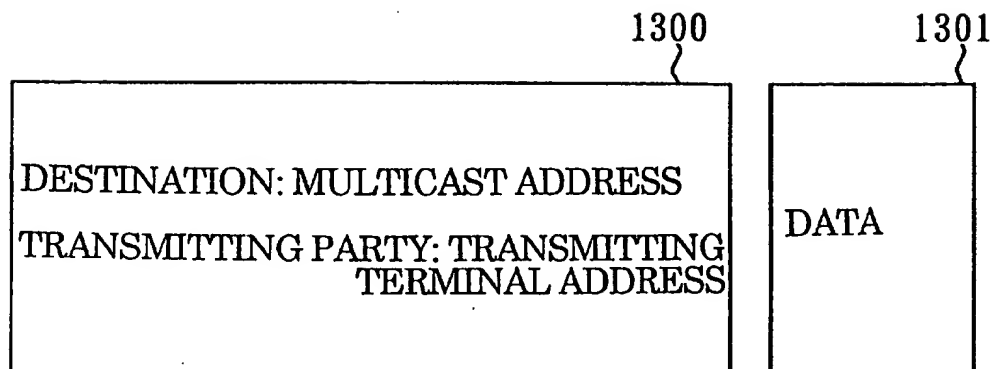 1300 1301
DESTINATION: MULTICAST ADDRESS
TRANSMITTING PARTY: TRANSMITTING
TERMINAL ADDRESS
DATA